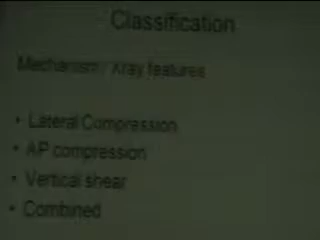 Classification
Mechanism / Xray features
• Lateral Compression
• AP compression
• Vertical shear
• Combined